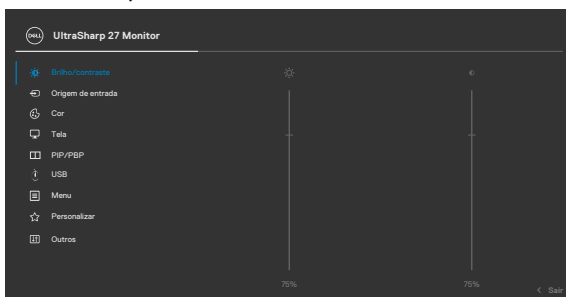 DELL UltraSharp 27 Monitor
Brilho/contraste
Origem de entrada
Cor
Tela
PIP/PBP
USB
Menu
Personalizar
Outros
75% 75%
< Sair